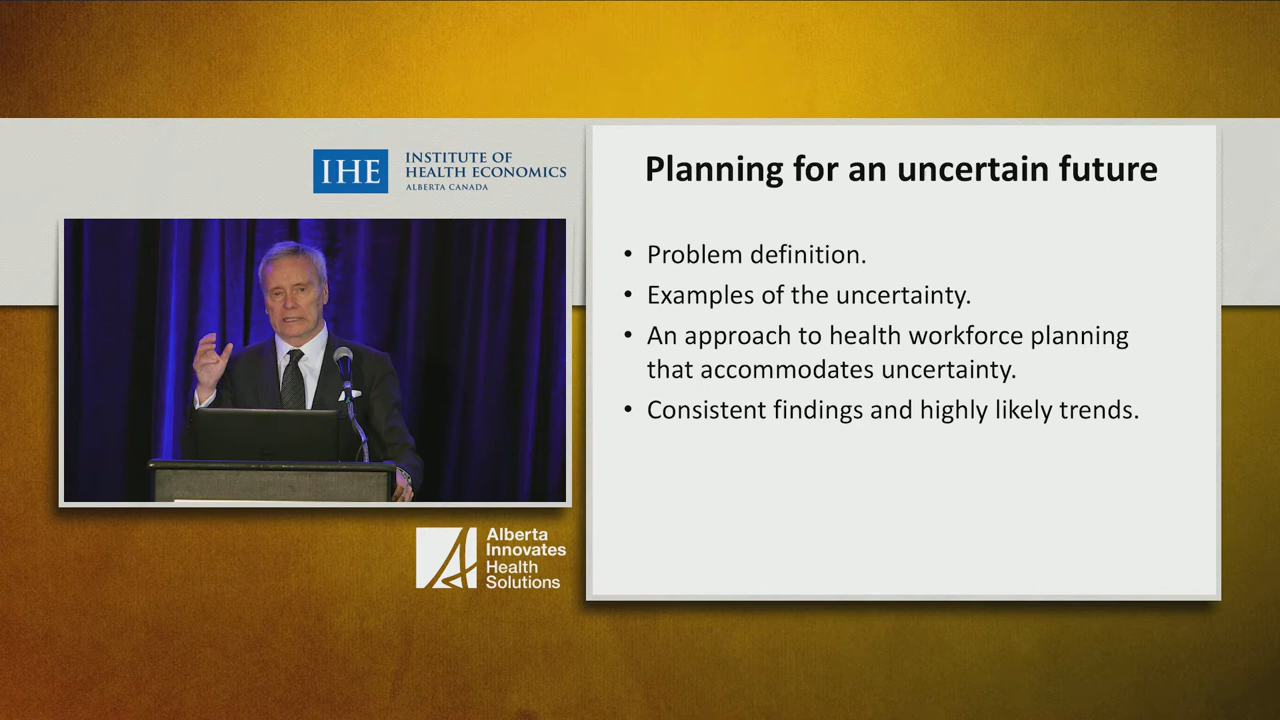 IHE
INSTITUTE OF
HEALTH ECONOMICS
ALBERTA CANADA
Alberta
Innovates
Health
Solutions
Planning for an uncertain future
• Problem definition.
• Examples of the uncertainty.
• An approach to health workforce planning
that accommodates uncertainty.
• Consistent findings and highly likely trends.